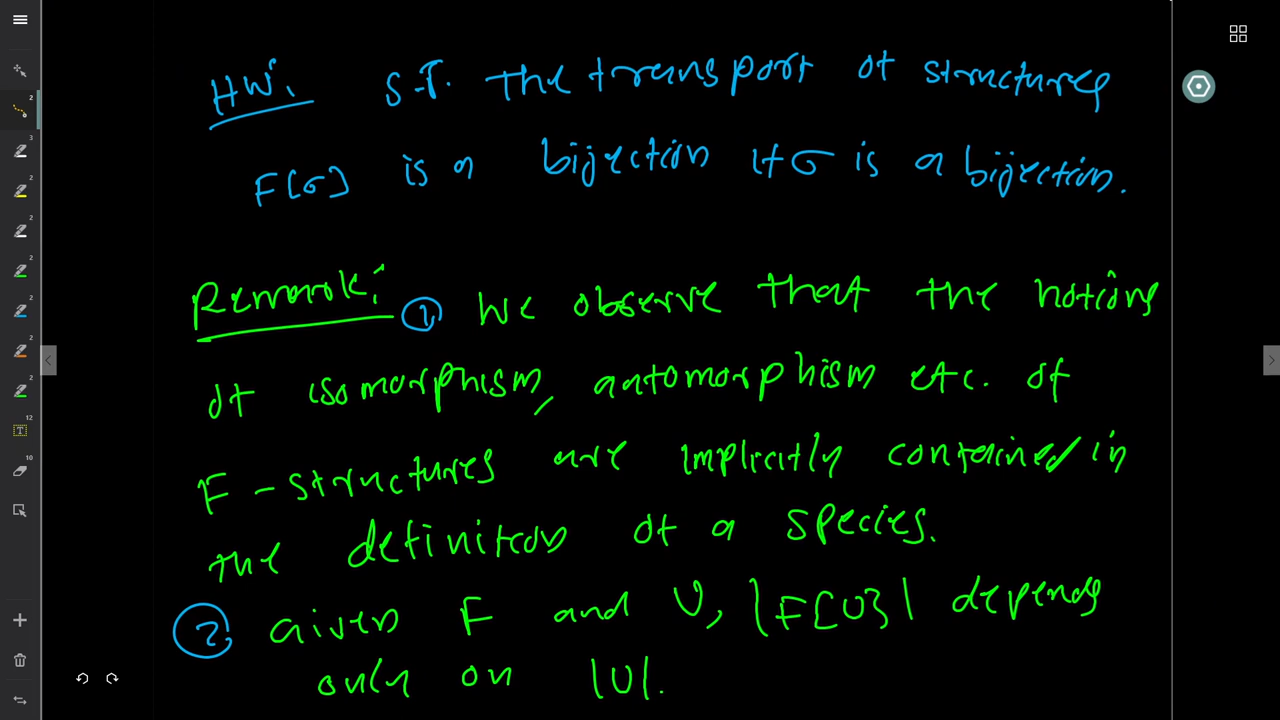 HW: S.T. the transport of structures
F[σ] is a bijection if σ is a bijection.
Remark: ① We observe that the notions
of isomorphism, automorphism etc. of
F-structures are implicitly contained in
the definition of a species.
② Given F and U, |F[U]| depends
only on |U|.